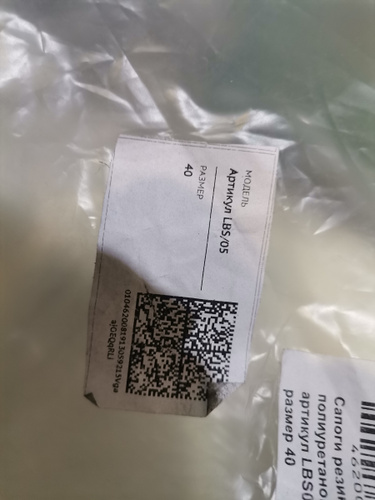 МОДЕЛЬ
Артикул LBS/05
РАЗМЕР
40
Сапоги рези
полиуретано
артикул LBS0
размер 40